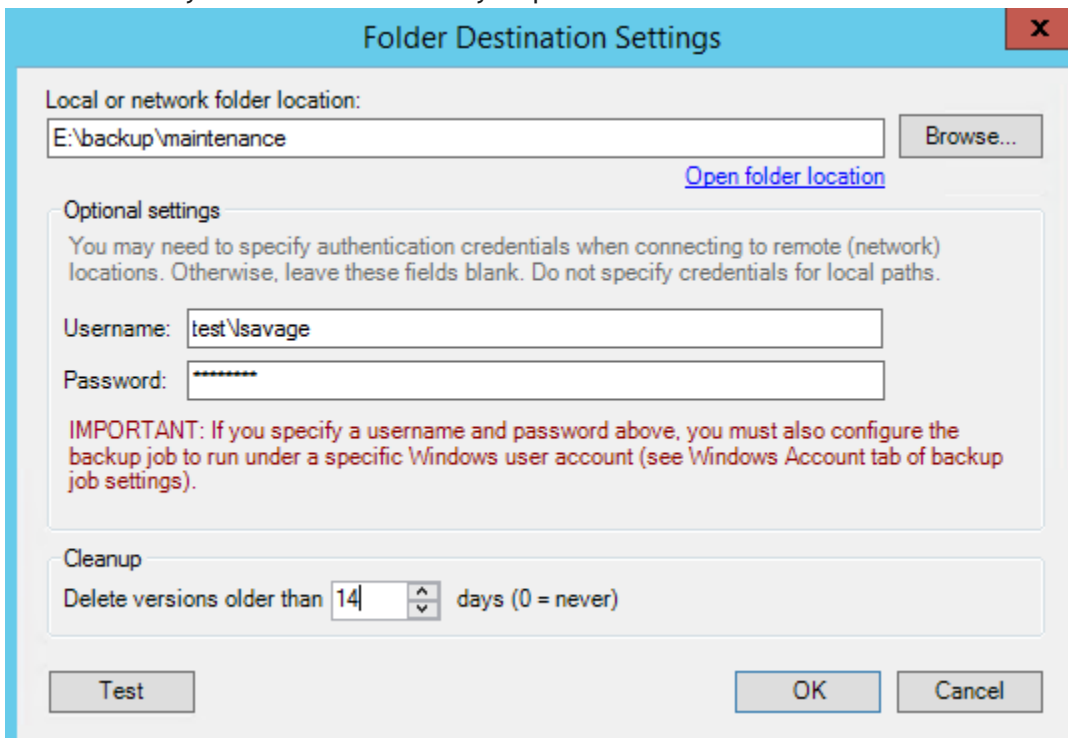 Folder Destination Settings
x
Local or network folder location:
E:\backup\maintenance
Browse...
Open folder location
Optional settings
You may need to specify authentication credentials when connecting to remote (network)
locations. Otherwise, leave these fields blank. Do not specify credentials for local paths.
Username: test\lsavage
Password: ********
IMPORTANT: If you specify a username and password above, you must also configure the
backup job to run under a specific Windows user account (see Windows Account tab of backup
job settings).
Cleanup
Delete versions older than 14 days (0 = never)
Test
OK
Cancel